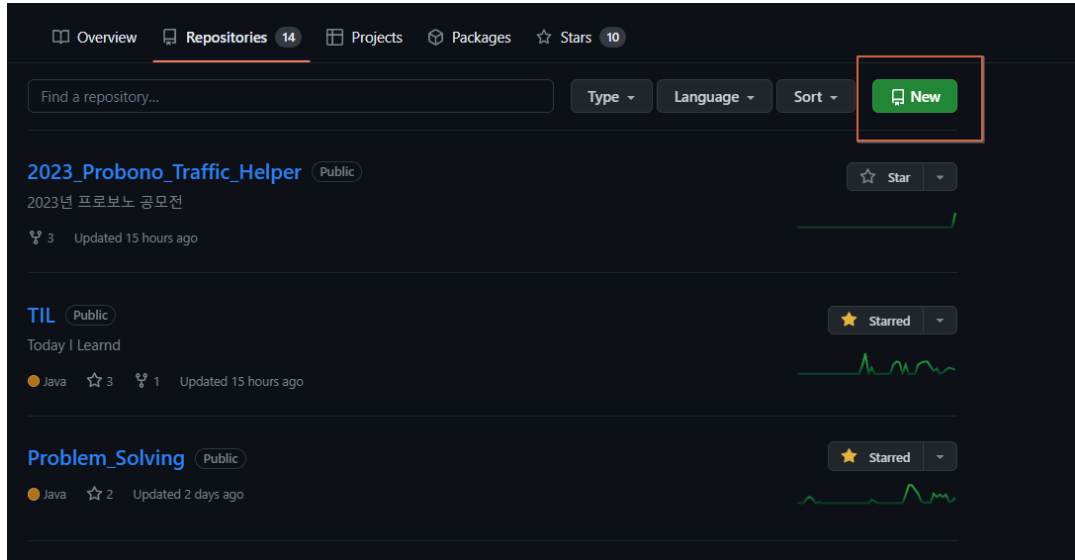 Overview Repositories 14 Projects Packages Stars 10
Find a repository... Type Language Sort New
2023_Probono_Traffic_Helper Public Star
2023년 프로보노 공모전
3 Updated 15 hours ago
TIL Public Starred
Today I Learnd
Java 3 1 Updated 15 hours ago
Problem_Solving Public Starred
Java 2 Updated 2 days ago